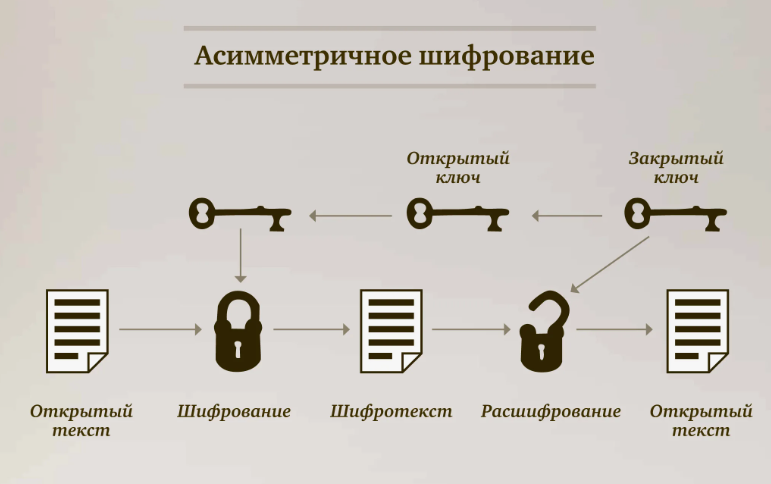 Асимметричное шифрование
Открытый
ключ
Закрытый
ключ
Открытый
текст
Шифрование
Шифротекст
Расшифрование
Открытый
текст